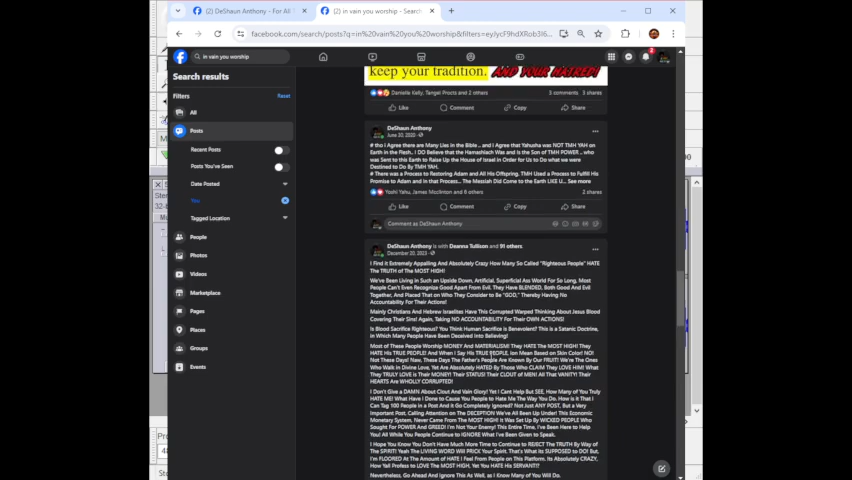 (2) DeShaun Anthony - For All T
(2) in vain you worship - Search
facebook.com/search/posts?q=in%20vain%20you%20worship&filters=eyJycF9hdXRob3I6...
in vain you worship
2
Search results
Filters
Reset
All
Posts
Recent Posts
Posts You've Seen
Date Posted
You
Tagged Location
People
Photos
Videos
Marketplace
Pages
Places
Groups
Events
keep your tradition. AND YOUR HATRED!
Danielle Kelly, Tangel Procts and 2 others
3 comments 3 shares
Like Comment Copy Share
DeShaun Anthony
June 30, 2020
# tho I Agree there are Many Lies in the Bible .. and I Agree that Yahusha was NOT TMH YAH on
Earth in the Flesh.. I DO Believe that the Hamashiach Was and Is the Son of TMH POWER .. who
was Sent to this Earth to Raise Up the House of Israel in Order for Us to Do what we were
Destined to Do By TMH YAH.
# There was a Process to Restoring Adam and All His Offspring. TMH Used a Process to Fulfill His
Promise to Adam and in that Process... The Messiah Did Come to the Earth LIKE U... See more
Yoshi Yahu, James Mcclinton and 6 others
2 shares
Like Comment Copy Share
Comment as DeShaun Anthony
DeShaun Anthony is with Deanna Tullison and 91 others.
December 20, 2023
I Find it Extremely Appalling And Absolutely Crazy How Many So Called "Righteous People" HATE
The TRUTH of The MOST HIGH!
We've Been Living in Such an Upside Down, Artificial, Superficial Ass World For So Long, Most
People Can't Even Recognize Good Apart From Evil. They Have BLENDED, Both Good And Evil
Together, And Placed That on Who They Consider to Be "GOD," Thereby Having No
Accountability For Their Actions!
Mainly Christians And Hebrew Israelites Have This Corrupted Warped Thinking About Jesus Blood
Covering Their Sins! Again, Taking NO ACCOUNTABILITY For Their OWN ACTIONS!
Is Blood Sacrifice Righteous? You Think Human Sacrifice is Benevolent? This is a Satanic Doctrine,
in Which Many People Have Been Deceived Into Believing!
Most of These People Worship MONEY And MATERIALISM! They HATE The MOST HIGH! They
HATE His TRUE PEOPLE! And When I Say His TRUE PEOPLE, Ion Mean Based on Skin Color! NO!
Not These Days! Naw, These Days The Father's People Are Known By Our FRUIT! We're The Ones
Who Walk in Divine Love, Yet Are Absolutely HATED By Those Who CLAIM They LOVE HIM! What
They TRULY LOVE is Their MONEY! Their STATUS! Their CLOUT of MEN! All That VANITY! Their
HEARTS Are WHOLLY CORRUPTED!
I Don't Give a DAMN About Clout And Vain Glory! Yet I Cant Help But SEE, How Many of You Truly
HATE ME! What Have I Done to Cause You People to Hate Me The Way You Do. How is it That I
Can Tag 100 People in a Post And it Go Completely Ignored? Not Just ANY POST, But a Very
Important Post. Calling Attention on The DECEPTION We've All Been Up Under! This Economic
Monetary System, Never Came From The MOST HIGH! It Was Set Up By WICKED PEOPLE Who
Sought For POWER And GREED! I'm Not Your Enemy! This Entire Time, I've Been Here to Help
You! All While You People Continue to IGNORE What I've Been Given to Speak.
I Hope You Know You Don't Have Much More Time to Continue to REJECT The TRUTH By Way of
The SPIRIT! Yeah The LIVING WORD Will PRICK Your Spirit. That's What its SUPPOSED to DO! But,
I'm FLOORED At The Amount of HATE I Feel From People on This Platform. Its Absolutely CRAZY,
How Yall Profess to LOVE The MOST HIGH, Yet You HATE His SERVANT!?
Nevertheless, Go Ahead And Ignore This As Well, as I Know Many of You Will.